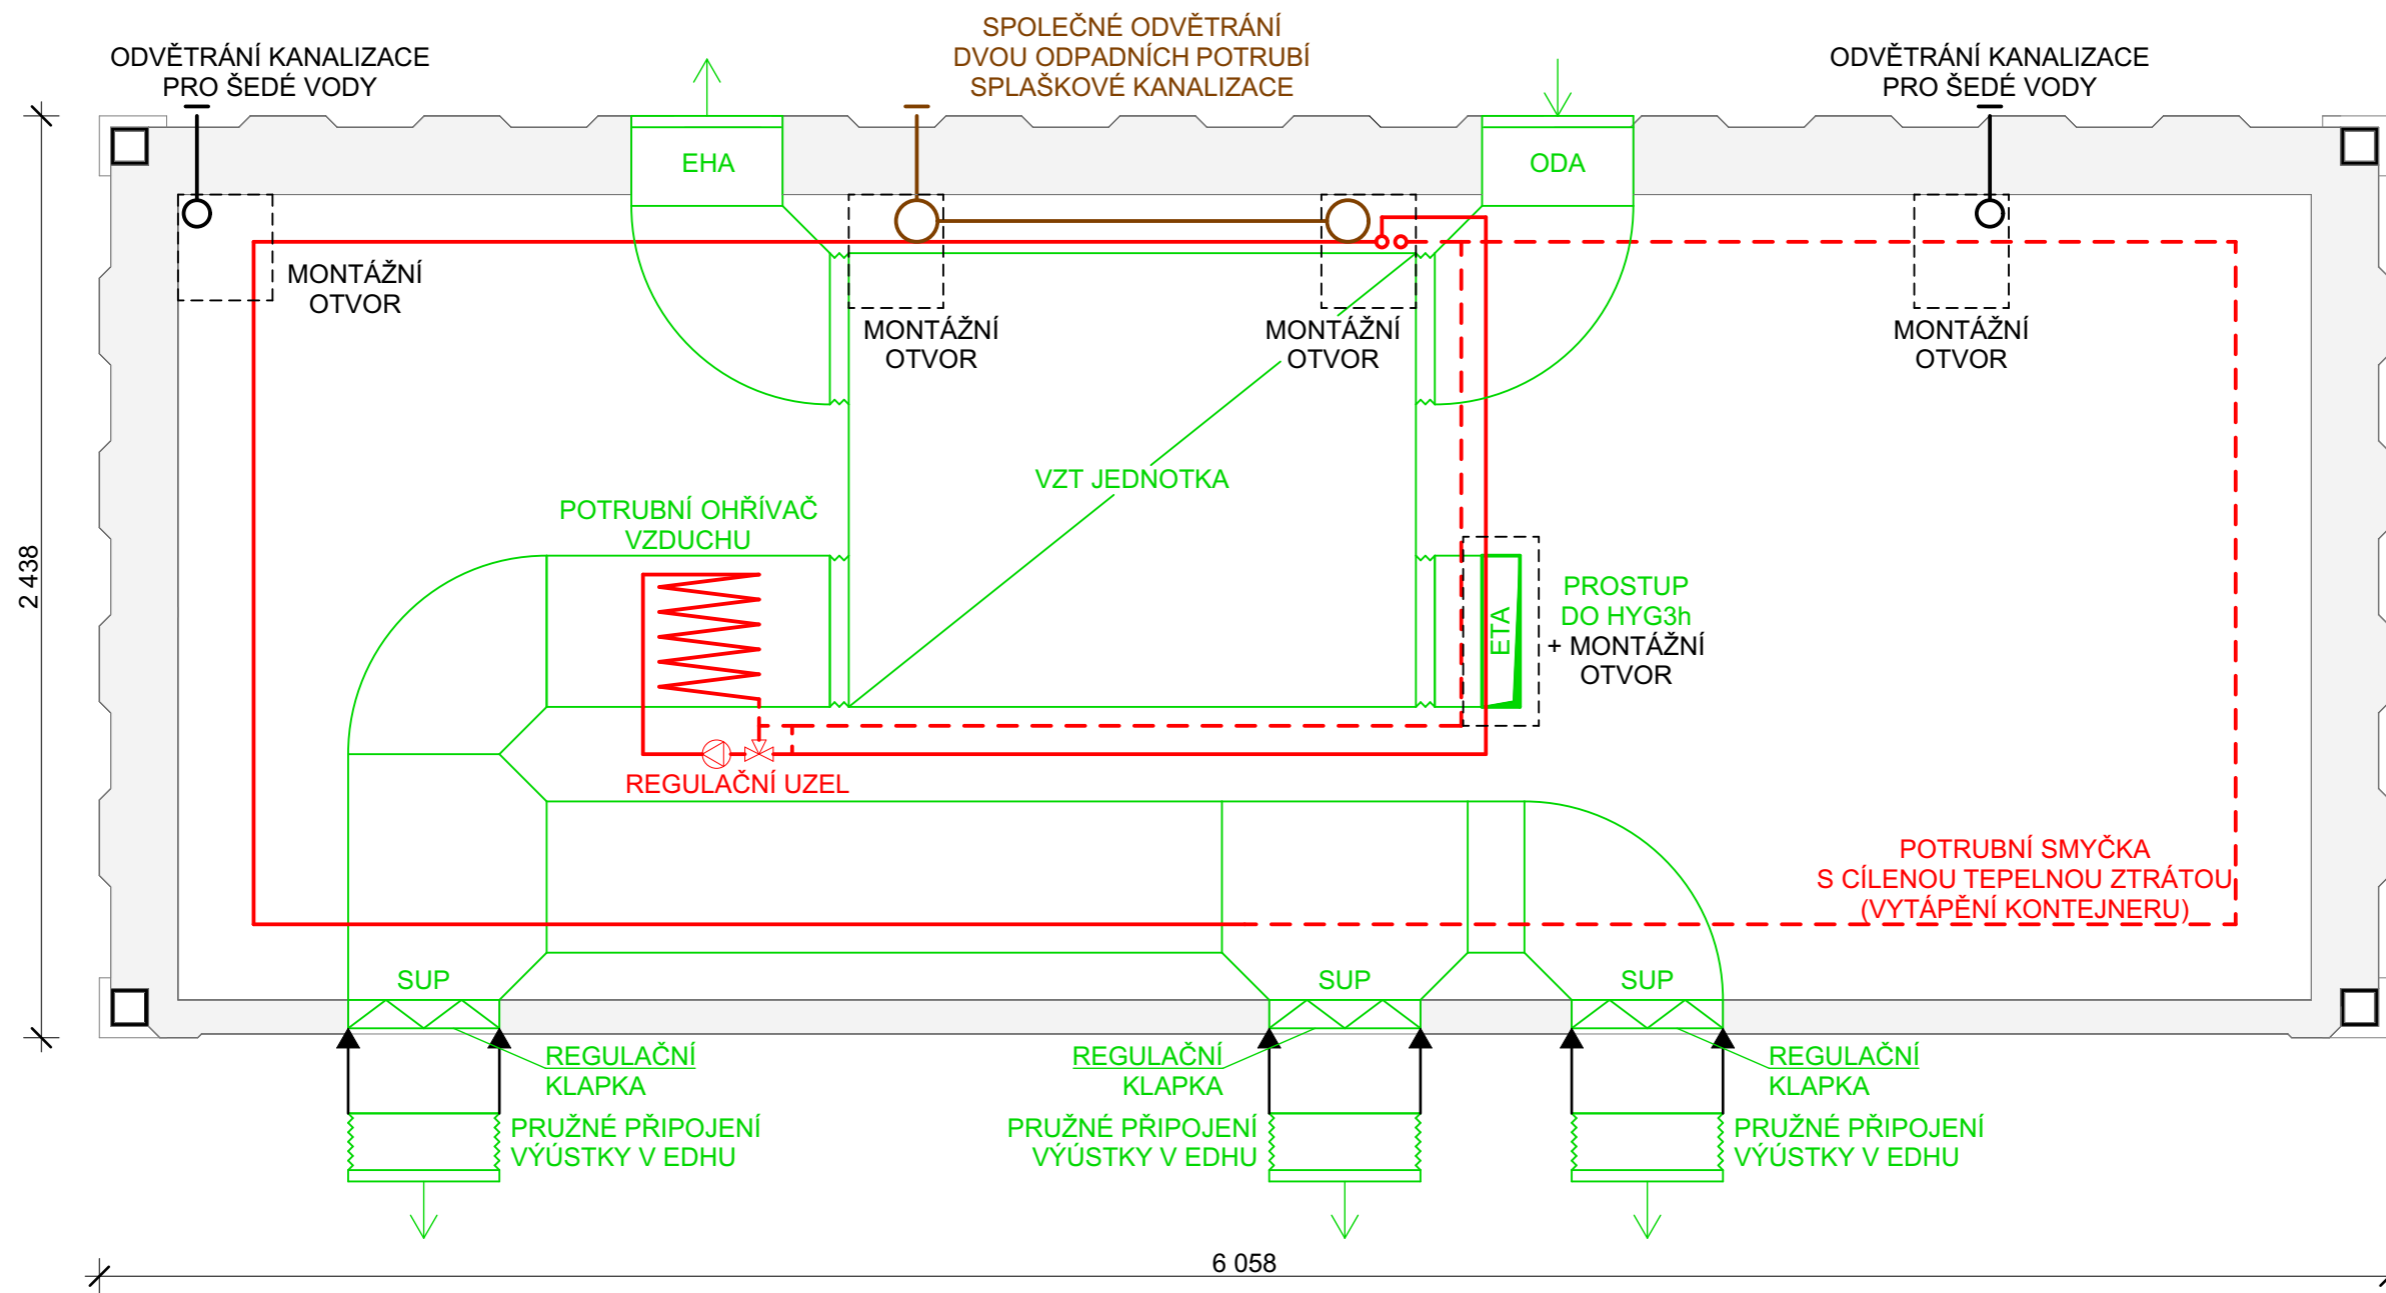 SPOLEČNÉ ODVĚTRÁNÍ
DVOU ODPADNÍCH POTRUBÍ
SPLAŠKOVÉ KANALIZACE
ODVĚTRÁNÍ KANALIZACE
PRO ŠEDÉ VODY
ODVĚTRÁNÍ KANALIZACE
PRO ŠEDÉ VODY
EHA
ODA
MONTÁŽNÍ
OTVOR
MONTÁŽNÍ
OTVOR
MONTÁŽNÍ
OTVOR
MONTÁŽNÍ
OTVOR
VZT JEDNOTKA
POTRUBNÍ OHŘÍVAČ
VZDUCHU
2 438
ETA
PROSTUP
DO HYG3h
+ MONTÁŽNÍ
OTVOR
REGULAČNÍ UZEL
POTRUBNÍ SMYČKA
S CÍLENOU TEPELNOU ZTRÁTOU
(VYTÁPĚNÍ KONTEJNERU)
SUP
SUP
SUP
REGULAČNÍ
KLAPKA
REGULAČNÍ
KLAPKA
REGULAČNÍ
KLAPKA
PRUŽNÉ PŘIPOJENÍ
VÝÚSTKY V EDHU
PRUŽNÉ PŘIPOJENÍ
VÝÚSTKY V EDHU
PRUŽNÉ PŘIPOJENÍ
VÝÚSTKY V EDHU
6 058